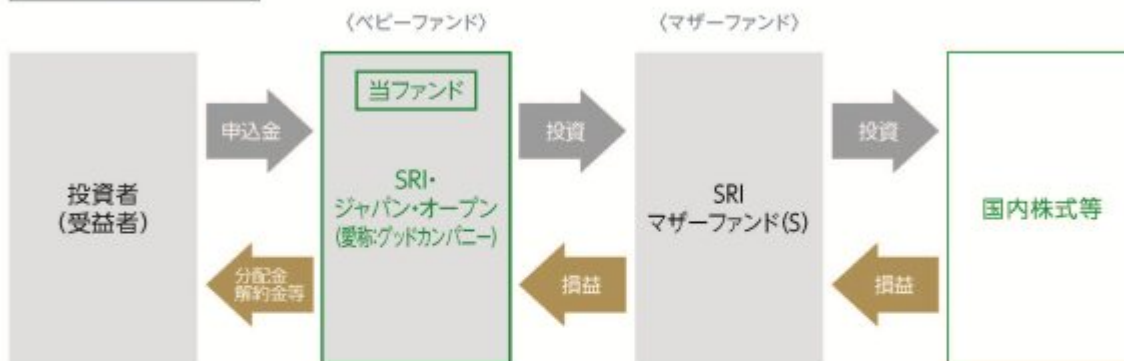 〈ベビーファンド〉
〈マザーファンド〉
投資者
(受益者)
申込金
分配金
解約金等
当ファンド
SRI・
ジャパン・オープン
(愛称:グッドカンパニー)
投資
損益
SRI
マザーファンド(S)
投資
損益
国内株式等